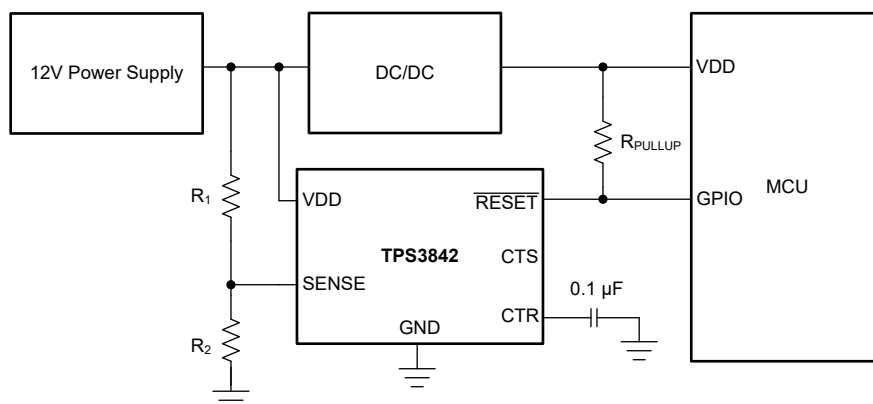 12V Power Supply
DC/DC
VDD
R1
RPULLUP
MCU
VDD
RESET
GPIO
TPS3842
CTS
SENSE
0.1 µF
CTR
GND
R2